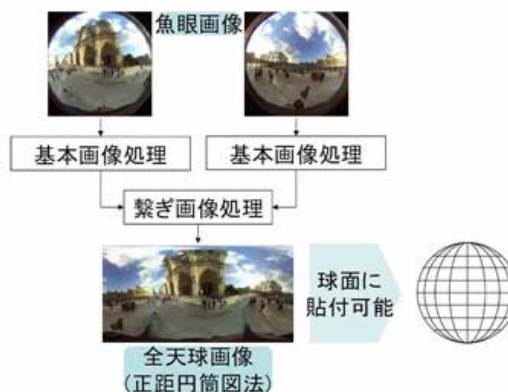 魚眼画像
基本画像処理
基本画像処理
繋ぎ画像処理
球面に
貼付可能
全天球画像
(正距円筒図法)